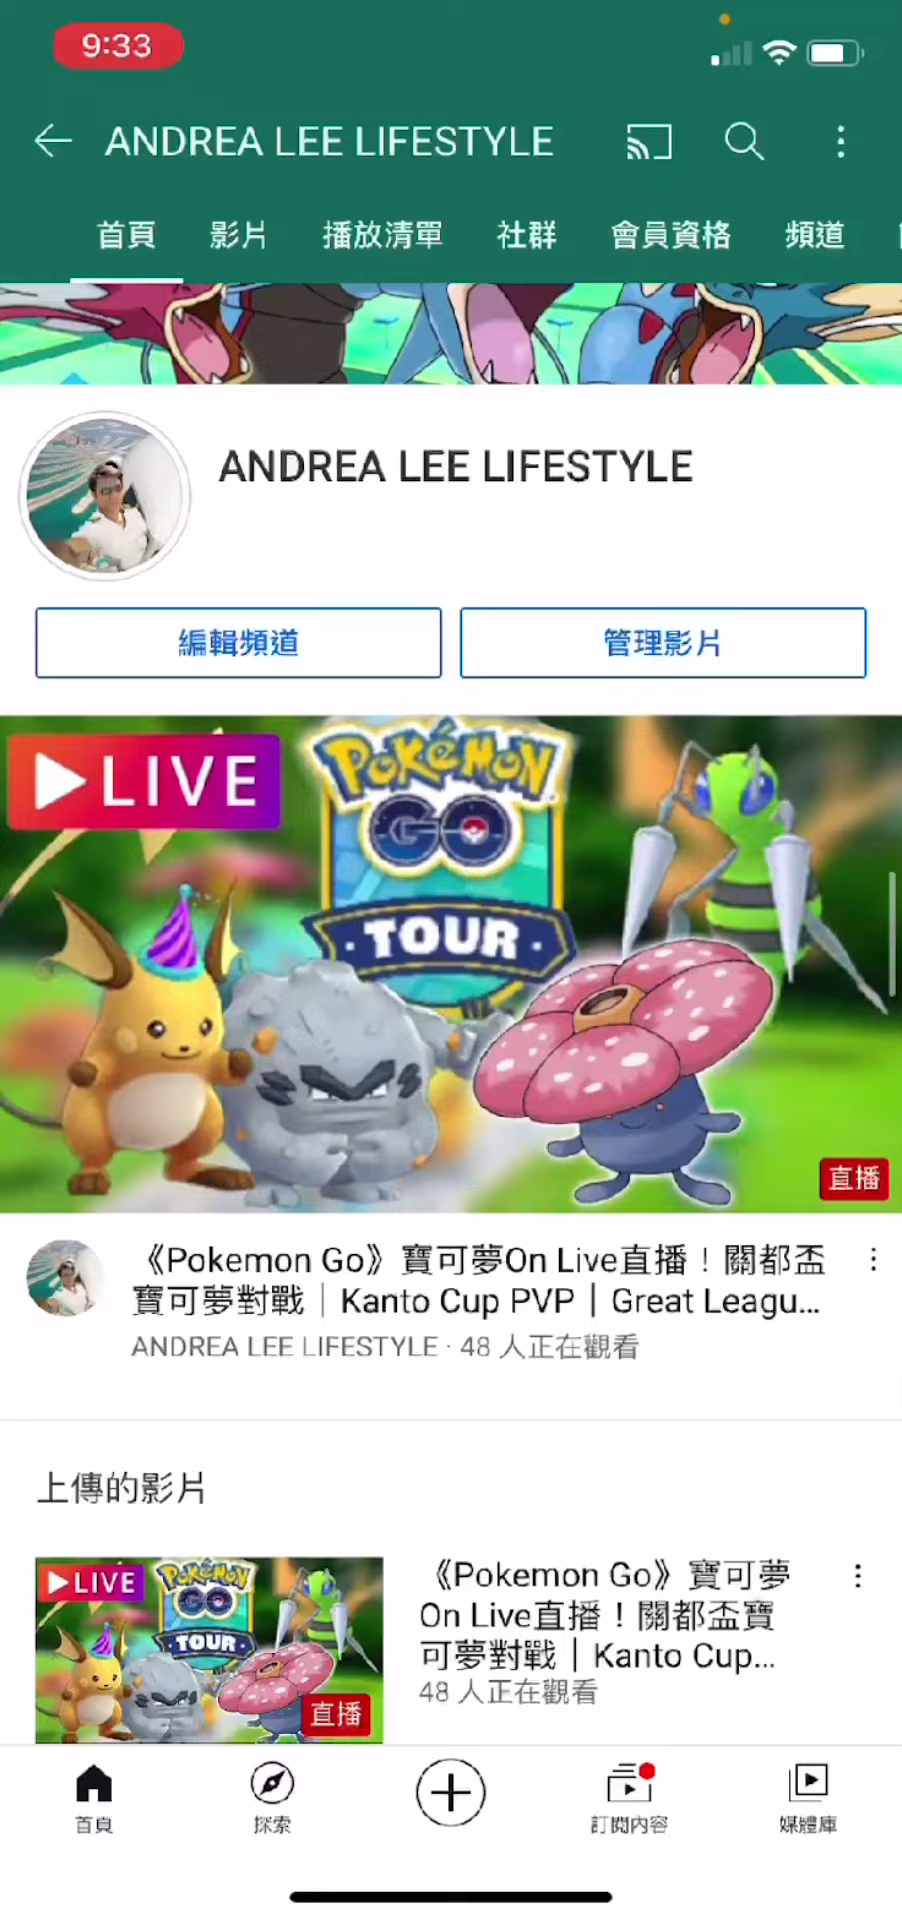 9:33
ANDREA LEE LIFESTYLE
首頁 影片 播放清單 社群 會員資格 頻道
ANDREA LEE LIFESTYLE
編輯頻道 管理影片
LIVE
POKÉMON
GO
TOUR
直播
《Pokemon Go》寶可夢On Live直播！關都盃
寶可夢對戰｜Kanto Cup PVP｜Great Leagu...
ANDREA LEE LIFESTYLE · 48 人正在觀看
上傳的影片
LIVE
POKÉMON
GO
TOUR
直播
《Pokemon Go》寶可夢
On Live直播！關都盃寶
可夢對戰｜Kanto Cup...
48 人正在觀看
首頁 探索 訂閱內容 媒體庫